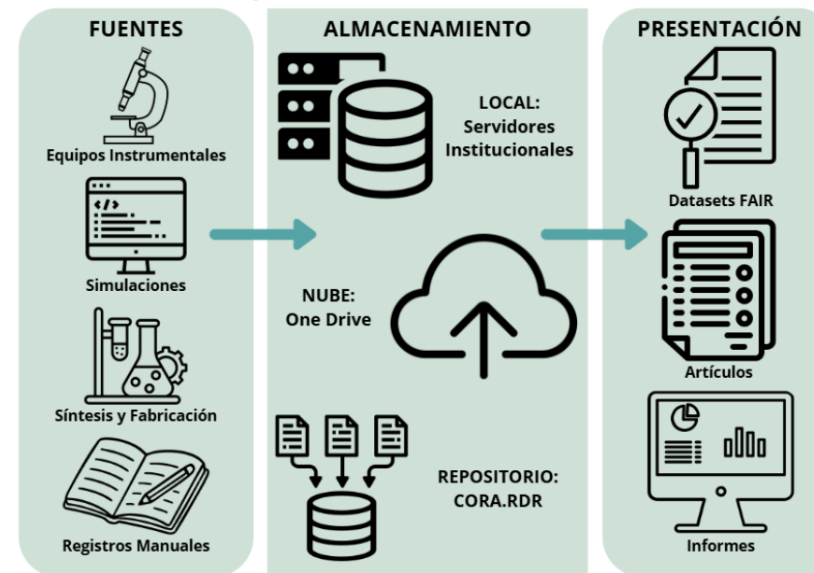 FUENTES
Equipos Instrumentales
</>
Simulaciones
Síntesis y Fabricación
Registros Manuales
ALMACENAMIENTO
LOCAL:
Servidores
Institucionales
NUBE:
One Drive
REPOSITORIO:
CORA.RDR
PRESENTACIÓN
Datasets FAIR
Artículos
Informes